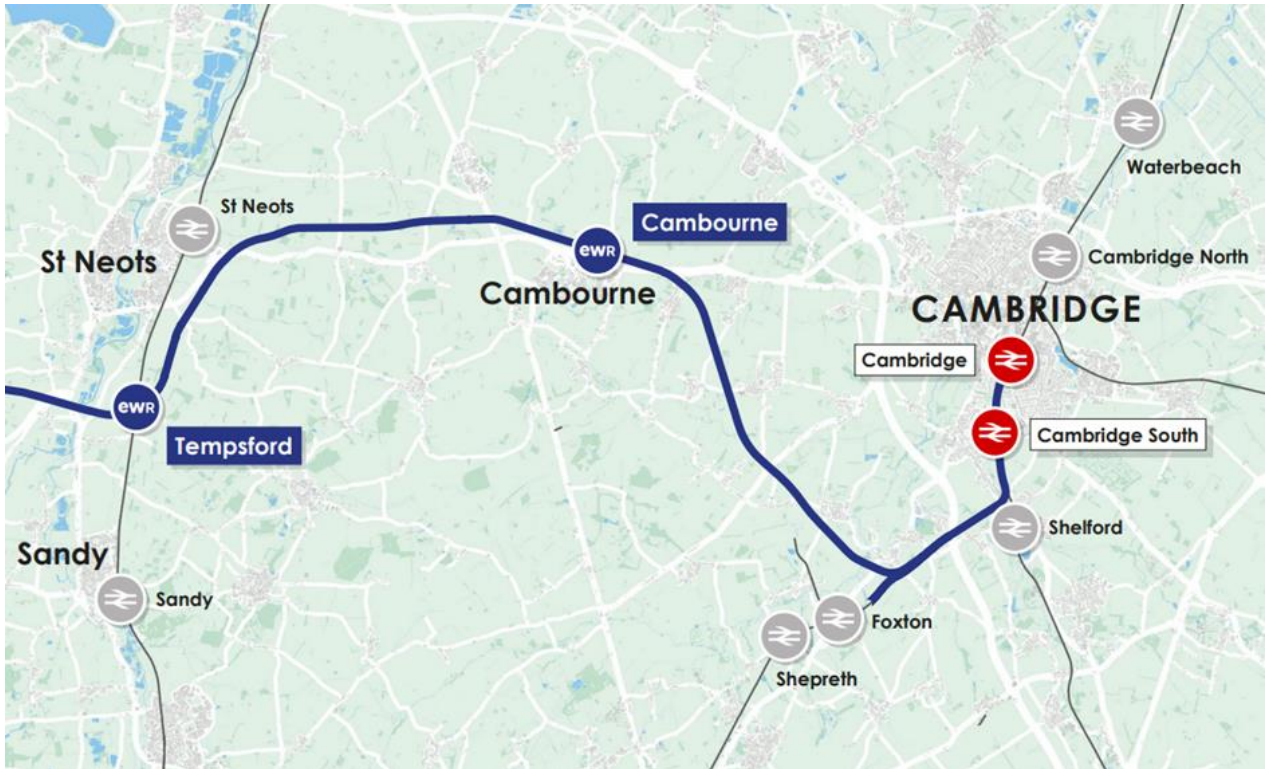 Waterbeach
St Neots
St Neots
Cambourne
ewR
Cambridge North
Cambourne
CAMBRIDGE
Cambridge
ewR
Tempsford
Cambridge South
Shelford
Sandy
Sandy
Foxton
Shepreth